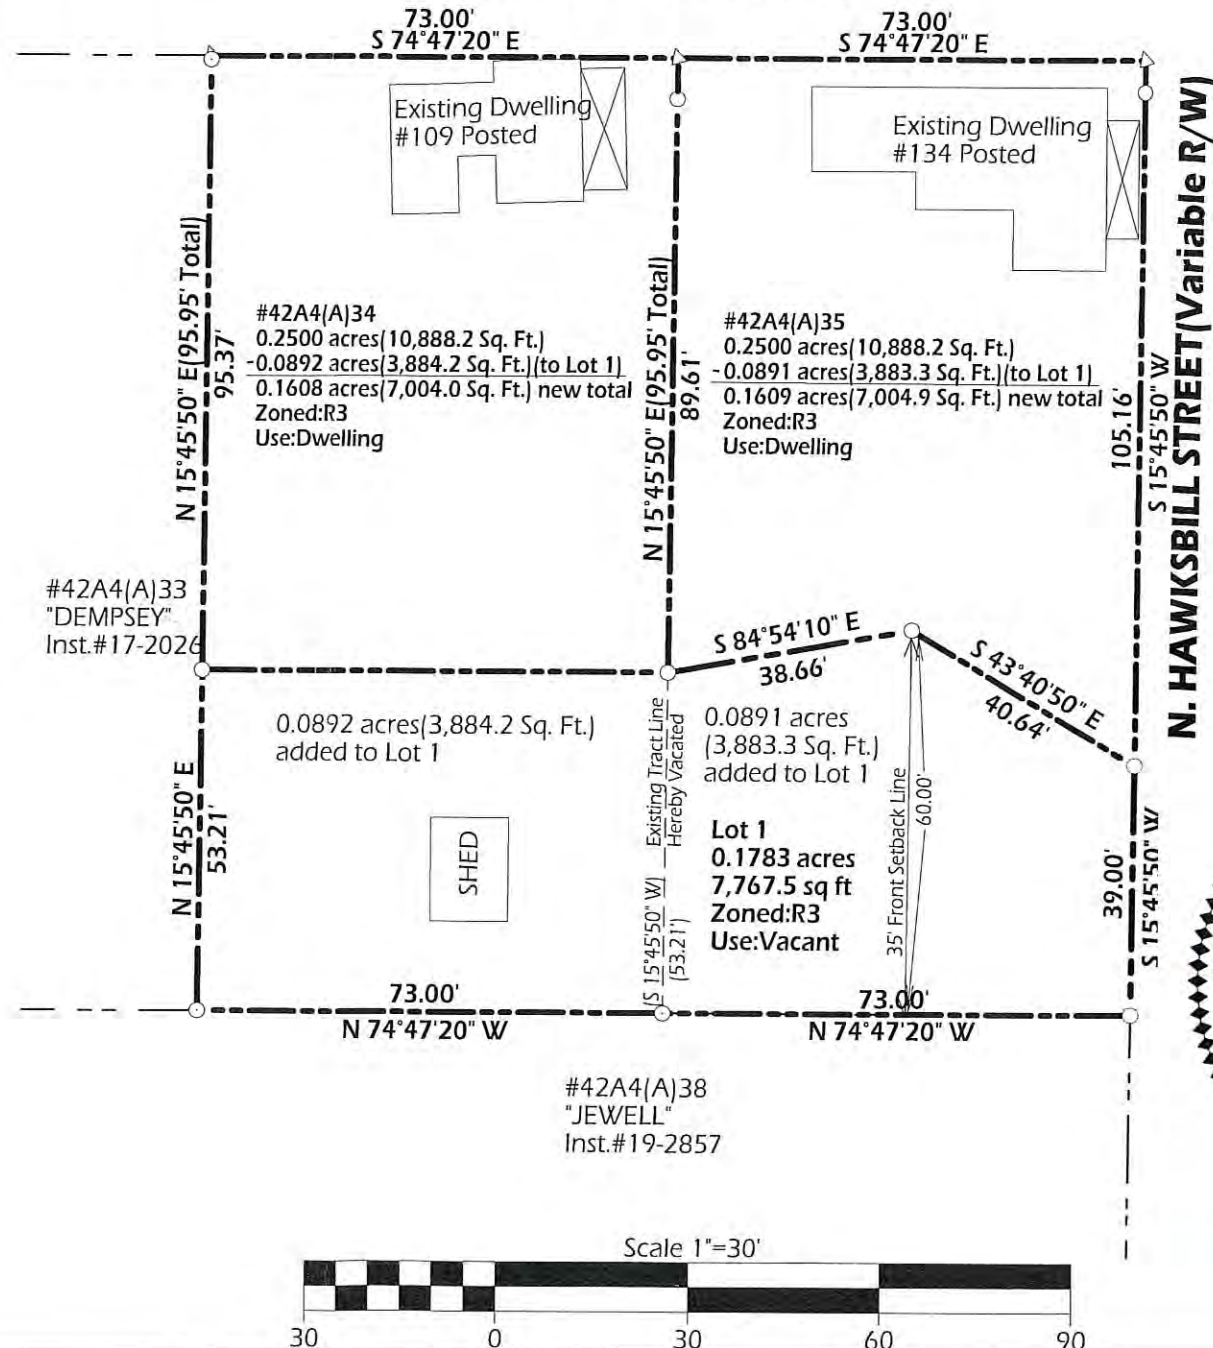 73.00'
S 74°47'20" E
73.00'
S 74°47'20" E
Existing Dwelling
#109 Posted
Existing Dwelling
#134 Posted
N. HAWKSBILL STREET(Variable R/W)
N 15°45'50" E(95.95' Total)
95.37'
#42A4(A)34
0.2500 acres(10,888.2 Sq. Ft.)
-0.0892 acres(3,884.2 Sq. Ft.)(to Lot 1)
0.1608 acres(7,004.0 Sq. Ft.) new total
Zoned:R3
Use:Dwelling
N 15°45'50" E(95.95' Total)
89.61'
#42A4(A)35
0.2500 acres(10,888.2 Sq. Ft.)
-0.0891 acres(3,883.3 Sq. Ft.)(to Lot 1)
0.1609 acres(7,004.9 Sq. Ft.) new total
Zoned:R3
Use:Dwelling
105.16'
S 15°45'50" W
#42A4(A)33
"DEMPSEY"
Inst.#17-2026
S 84°54'10" E
38.66'
S 43°40'50" E
40.64'
0.0892 acres(3,884.2 Sq. Ft.)
added to Lot 1
Existing Tract Line
Hereby Vacated
0.0891 acres
(3,883.3 Sq. Ft.)
added to Lot 1
N 15°45'50" E
53.21'
SHED
(S 15°45'50" W)
(53.21')
Lot 1
0.1783 acres
7,767.5 sq ft
Zoned:R3
Use:Vacant
35' Front Setback Line
60.00'
39.00'
S 15°45'50" W
73.00'
N 74°47'20" W
73.00'
N 74°47'20" W
#42A4(A)38
"JEWELL"
Inst.#19-2857
Scale 1"=30'
30 0 30 60 90